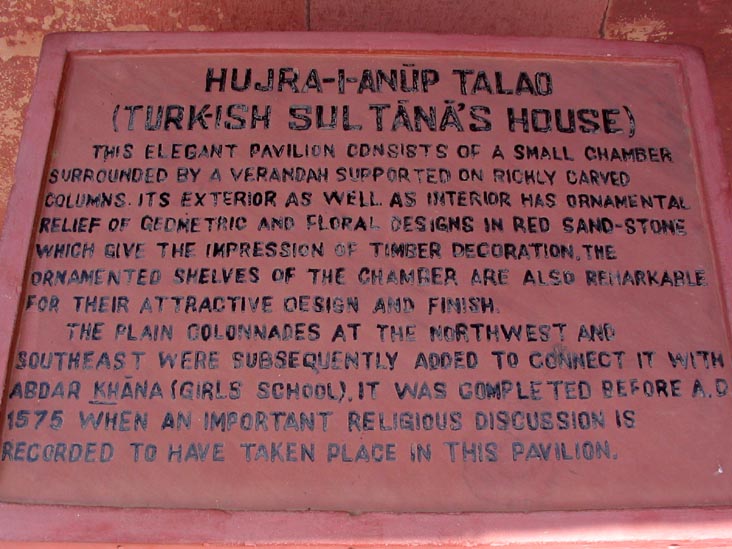 HUJRA-I-ANŪP TALAO
(TURKISH SULTĀNĀ'S HOUSE)
THIS ELEGANT PAVILION CONSISTS OF A SMALL CHAMBER
SURROUNDED BY A VERANDAH SUPPORTED ON RICHLY CARVED
COLUMNS. ITS EXTERIOR AS WELL AS INTERIOR HAS ORNAMENTAL
RELIEF OF GEOMETRIC AND FLORAL DESIGNS IN RED SAND-STONE
WHICH GIVE THE IMPRESSION OF TIMBER DECORATION. THE
ORNAMENTED SHELVES OF THE CHAMBER ARE ALSO REMARKABLE
FOR THEIR ATTRACTIVE DESIGN AND FINISH.
THE PLAIN COLONNADES AT THE NORTHWEST AND
SOUTHEAST WERE SUBSEQUENTLY ADDED TO CONNECT IT WITH
ABDAR KHĀNA (GIRLS SCHOOL). IT WAS COMPLETED BEFORE A.D
1575 WHEN AN IMPORTANT RELIGIOUS DISCUSSION IS
RECORDED TO HAVE TAKEN PLACE IN THIS PAVILION.